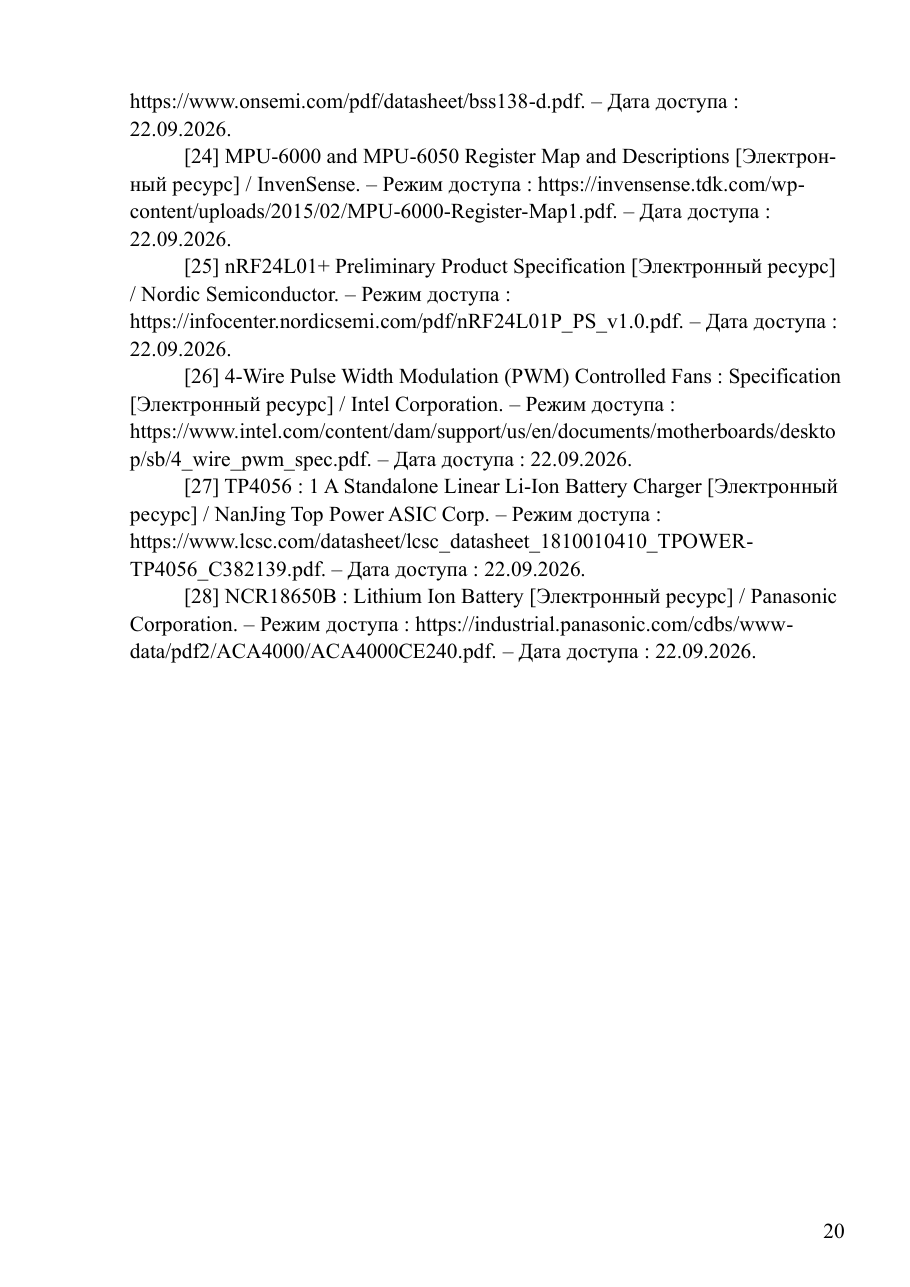 https://www.onsemi.com/pdf/datasheet/bss138-d.pdf. – Дата доступа :
22.09.2026.
[24] MPU-6000 and MPU-6050 Register Map and Descriptions [Электрон-
ный ресурс] / InvenSense. – Режим доступа : https://invensense.tdk.com/wp-
content/uploads/2015/02/MPU-6000-Register-Map1.pdf. – Дата доступа :
22.09.2026.
[25] nRF24L01+ Preliminary Product Specification [Электронный ресурс]
/ Nordic Semiconductor. – Режим доступа :
https://infocenter.nordicsemi.com/pdf/nRF24L01P_PS_v1.0.pdf. – Дата доступа :
22.09.2026.
[26] 4-Wire Pulse Width Modulation (PWM) Controlled Fans : Specification
[Электронный ресурс] / Intel Corporation. – Режим доступа :
https://www.intel.com/content/dam/support/us/en/documents/motherboards/deskto
p/sb/4_wire_pwm_spec.pdf. – Дата доступа : 22.09.2026.
[27] TP4056 : 1 A Standalone Linear Li-Ion Battery Charger [Электронный
ресурс] / NanJing Top Power ASIC Corp. – Режим доступа :
https://www.lcsc.com/datasheet/lcsc_datasheet_1810010410_TPOWER-
TP4056_C382139.pdf. – Дата доступа : 22.09.2026.
[28] NCR18650B : Lithium Ion Battery [Электронный ресурс] / Panasonic
Corporation. – Режим доступа : https://industrial.panasonic.com/cdbs/www-
data/pdf2/ACA4000/ACA4000CE240.pdf. – Дата доступа : 22.09.2026.
20